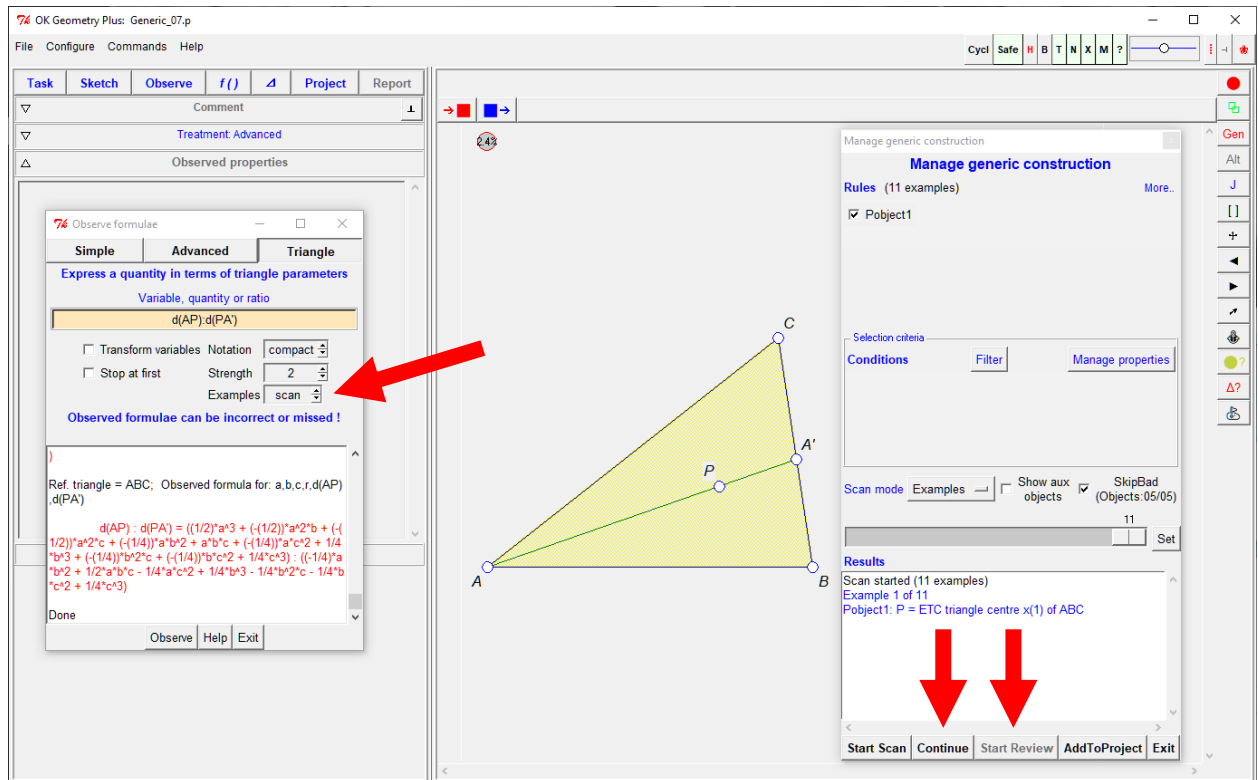 OK Geometry Plus: Generic_07.p
File Configure Commands Help
Cycl Safe H B T N X M ?
Task Sketch Observe f() Project Report
Comment
Treatment: Advanced
Observed properties
Observe formulae
Simple Advanced Triangle
Express a quantity in terms of triangle parameters
Variable, quantity or ratio
d(AP):d(PA')
Transform variables Notation compact
Stop at first Strength 2
Examples scan
Observed formulae can be incorrect or missed !
)
Ref. triangle = ABC; Observed formula for: a,b,c,r,d(AP)
,d(PA')
d(AP) : d(PA') = ((1/2)*a^3 + (-(1/2))*a^2*b + (-(
1/2))*a^2*c + (-(1/4))*a*b^2 + a*b*c + (-(1/4))*a*c^2 + 1/4
*b^3 + (-(1/4))*b^2*c + (-(1/4))*b*c^2 + 1/4*c^3) : ((-1/4)*a
*b^2 + 1/2*a*b*c - 1/4*a*c^2 + 1/4*b^3 - 1/4*b^2*c - 1/4*b
*c^2 + 1/4*c^3)
Done
Observe Help Exit
2.4%
C
A'
P
A
B
Manage generic construction
Manage generic construction
Rules (11 examples) More..
Pobject1
Selection criteria
Conditions Filter Manage properties
Scan mode Examples Show aux objects SkipBad (Objects:05/05)
11
Set
Results
Scan started (11 examples)
Example 1 of 11
Pobject1: P = ETC triangle centre x(1) of ABC
Start Scan Continue Start Review AddToProject Exit
Gen
Alt
J
[ ]
?
Δ?